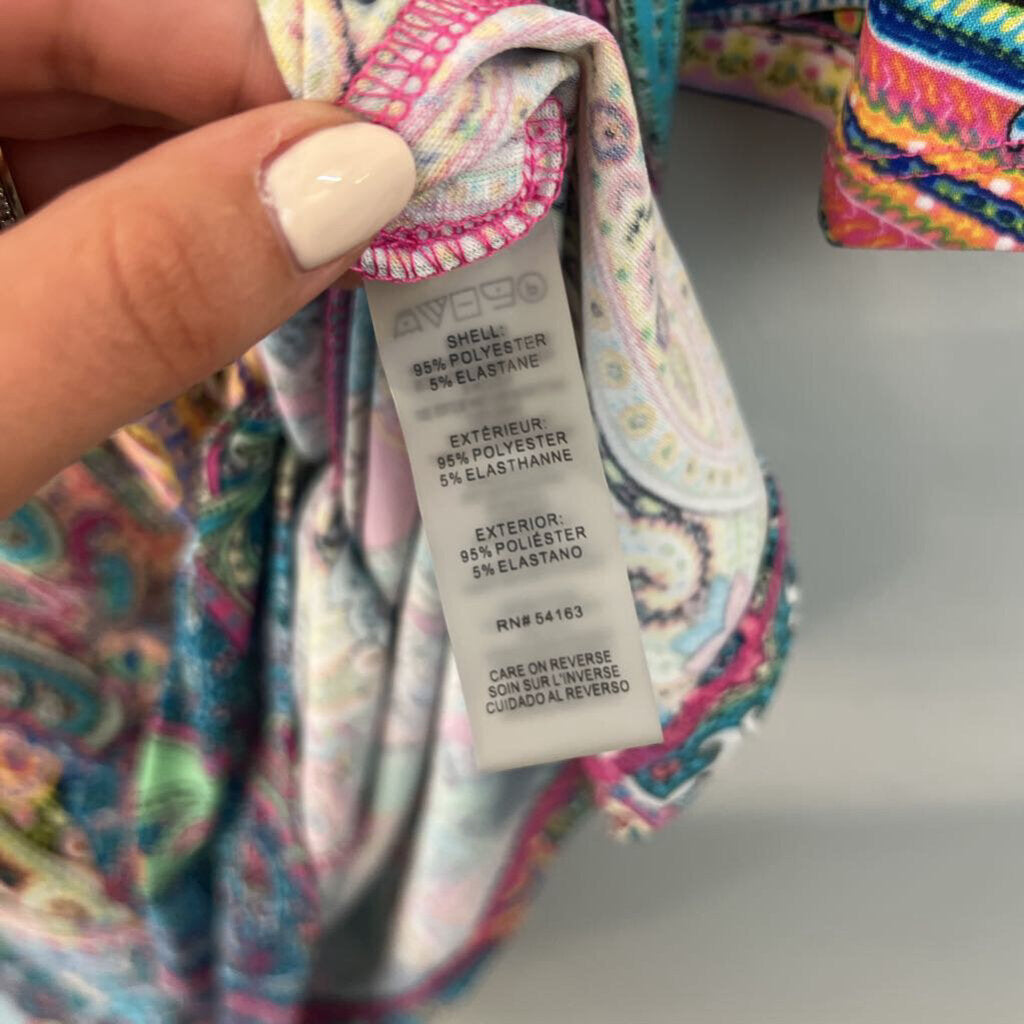 SHELL:
95% POLYESTER
5% ELASTANE
EXTÉRIEUR:
95% POLYESTER
5% ELASTHANNE
EXTERIOR:
95% POLIÉSTER
5% ELASTANO
RN# 54163
CARE ON REVERSE
SOIN SUR L'INVERSE
CUIDADO AL REVERSO